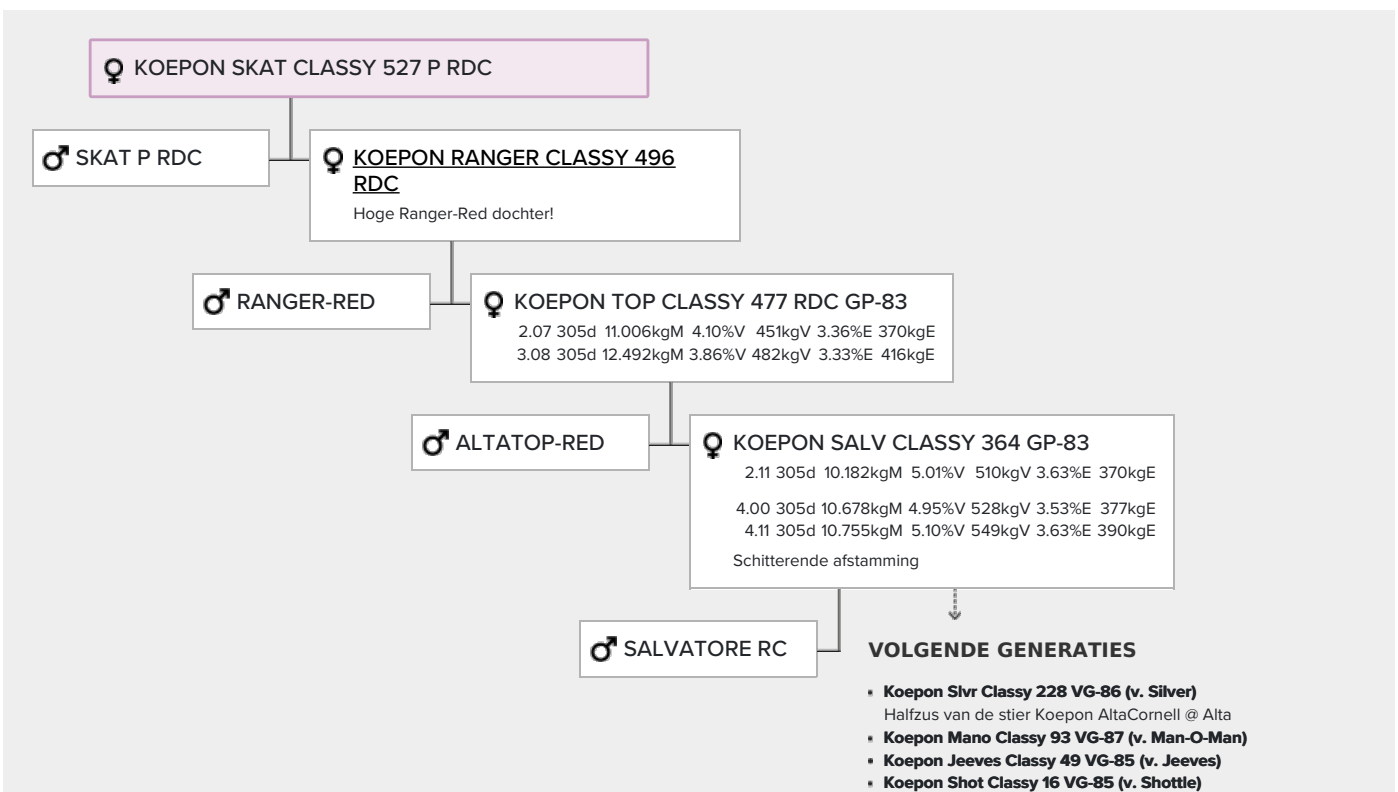 KOEPON SKAT CLASSY 527 P RDC
SKAT P RDC
KOEPON RANGER CLASSY 496
RDC
Hoge Ranger-Red dochter!
RANGER-RED
KOEPON TOP CLASSY 477 RDC GP-83
2.07 305d 11.006kgM 4.10%V 451kgV 3.36%E 370kgE
3.08 305d 12.492kgM 3.86%V 482kgV 3.33%E 416kgE
ALTATOP-RED
KOEPON SALV CLASSY 364 GP-83
2.11 305d 10.182kgM 5.01%V 510kgV 3.63%E 370kgE
4.00 305d 10.678kgM 4.95%V 528kgV 3.53%E 377kgE
4.11 305d 10.755kgM 5.10%V 549kgV 3.63%E 390kgE
Schitterende afstamming
SALVATORE RC
VOLGENDE GENERATIES
Koepon Slvr Classy 228 VG-86 (v. Silver)
Halfzus van de stier Koepon AltaCornell @ Alta
Koepon Mano Classy 93 VG-87 (v. Man-O-Man)
Koepon Jeeves Classy 49 VG-85 (v. Jeeves)
Koepon Shot Classy 16 VG-85 (v. Shottle)